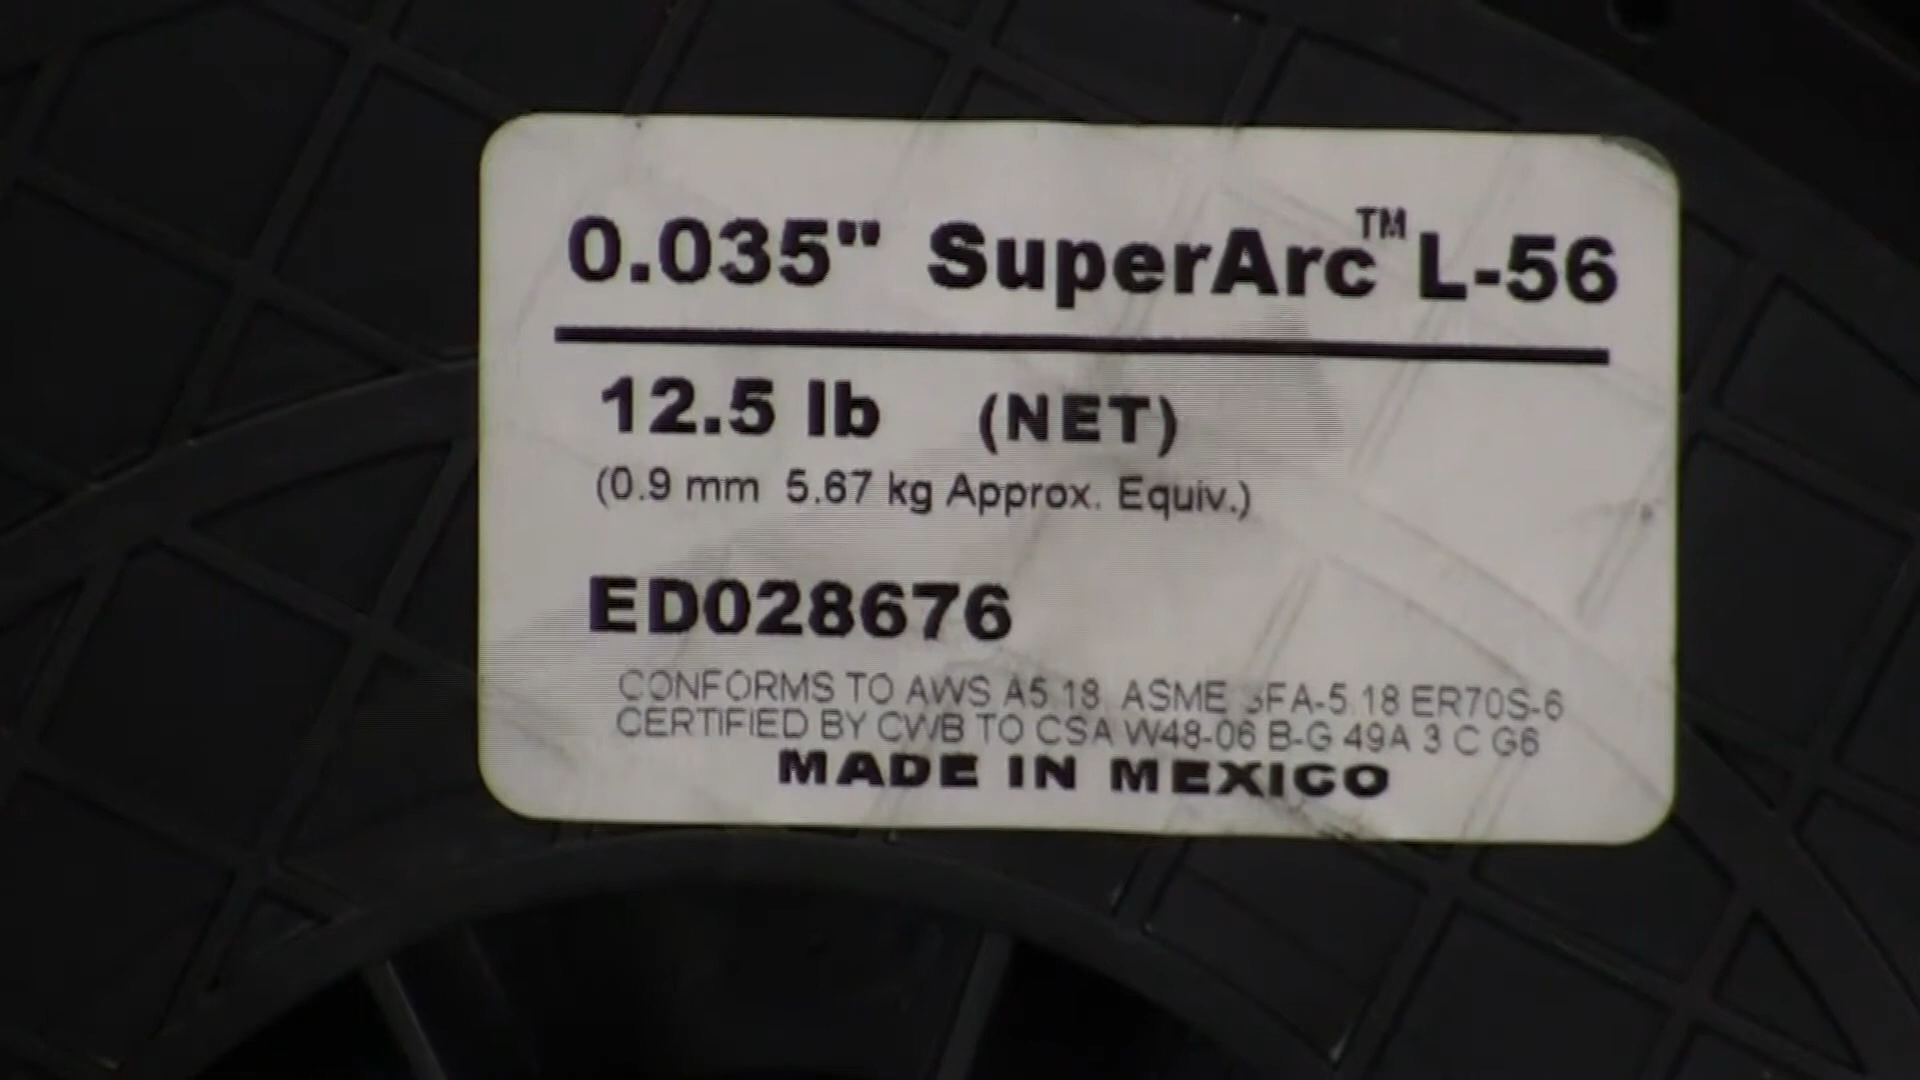 0.035" SuperArc™ L-56
12.5 lb (NET)
(0.9 mm 5.67 kg Approx. Equiv.)
ED028676
CONFORMS TO AWS A5.18 ASME SFA-5.18 ER70S-6
CERTIFIED BY CWB TO CSA W48-06 B-G 49A 3 C G6
MADE IN MEXICO